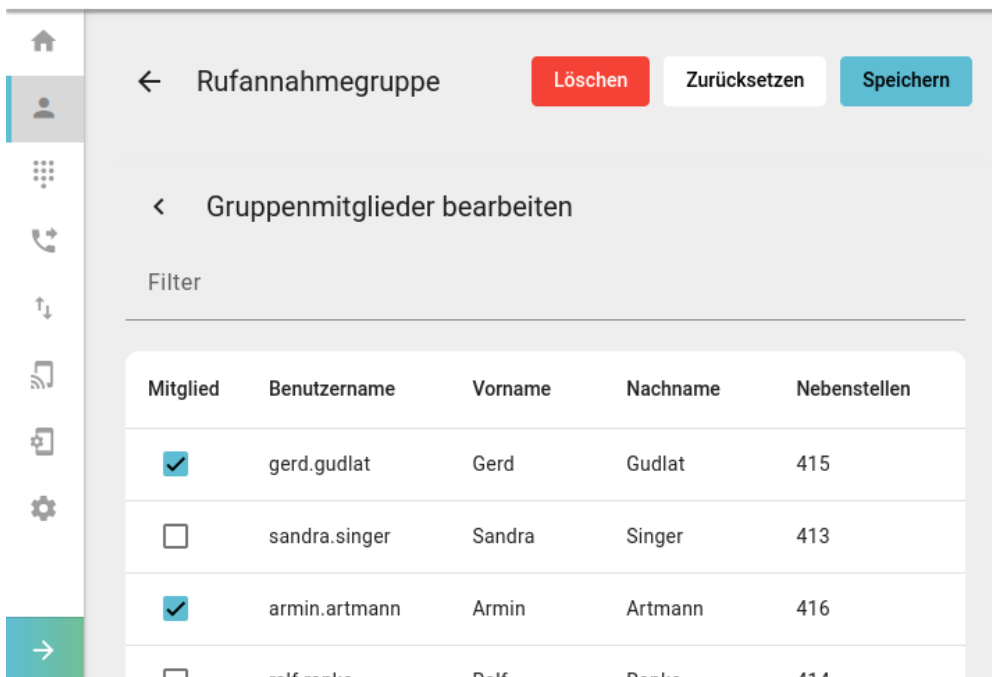 Rufannahmegruppe Löschen Zurücksetzen Speichern
Gruppenmitglieder bearbeiten
Filter
Mitglied Benutzername Vorname Nachname Nebenstellen
gerd.gudlat Gerd Gudlat 415
sandra.singer Sandra Singer 413
armin.artmann Armin Artmann 416